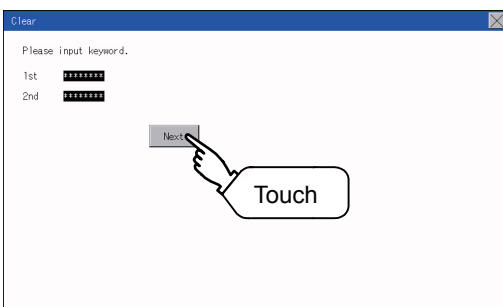 Clear
Please input keyword.
1st ********
2nd ********
Next
Touch